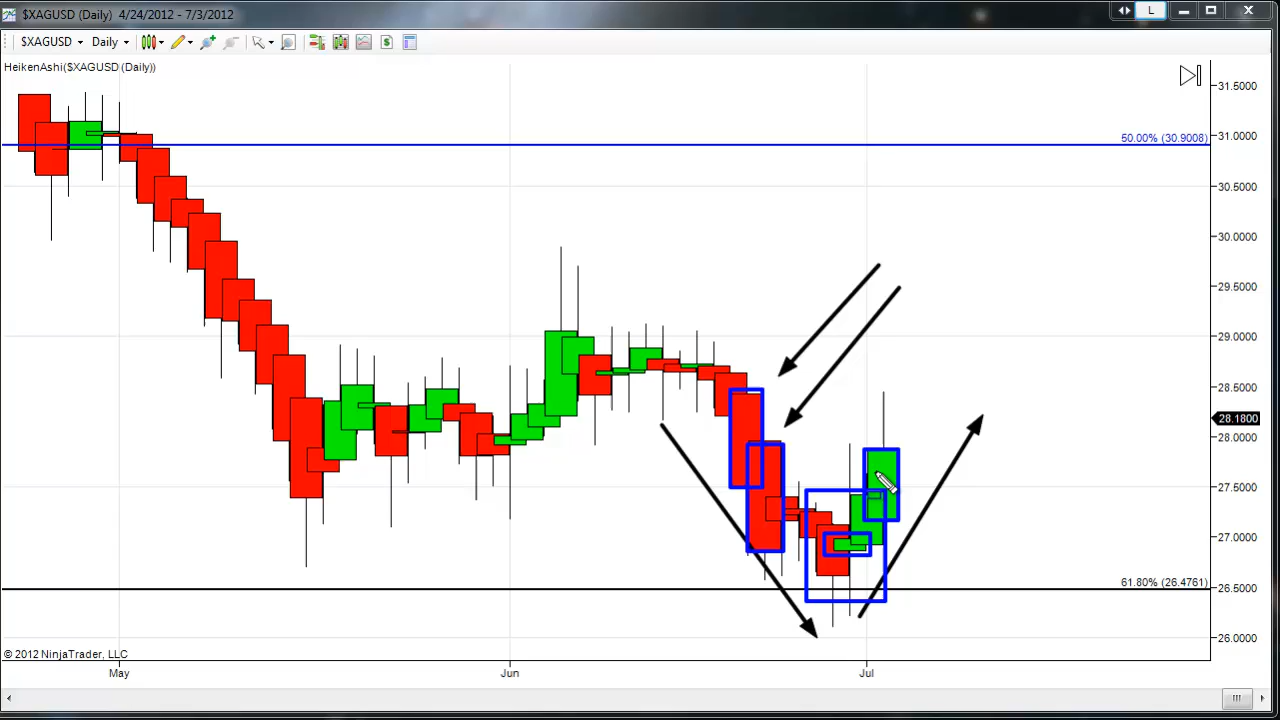 $XAGUSD (Daily)  4/24/2012 - 7/3/2012
L
$XAGUSD
Daily
$
HeikenAshi($XAGUSD (Daily))
31.5000
31.0000
50.00% (30.9008)
30.5000
30.0000
29.5000
29.0000
28.5000
28.1800
28.0000
27.5000
27.0000
61.80% (26.4761)
26.5000
26.0000
© 2012 NinjaTrader, LLC
May
Jun
Jul